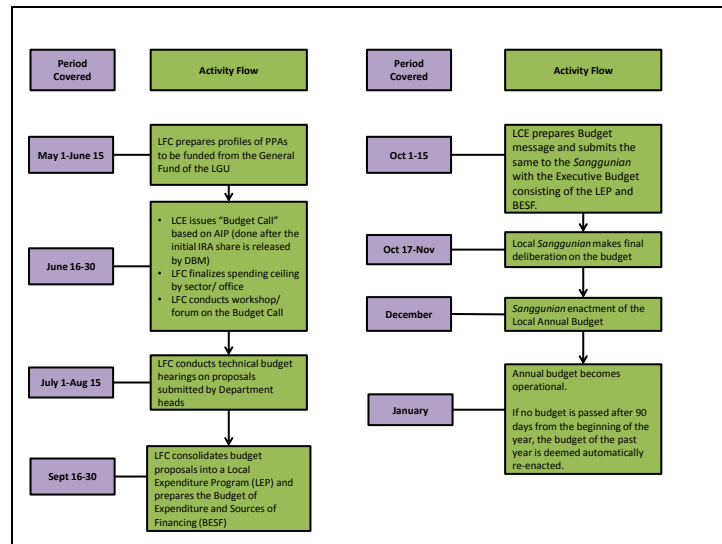 Period
Covered
Activity Flow
May 1-June 15
LFC prepares profiles of PPAs
to be funded from the General
Fund of the LGU
June 16-30
• LCE issues “Budget Call”
based on AIP (done after the
initial IRA share is released
by DBM)
• LFC finalizes spending ceiling
by sector/ office
• LFC conducts workshop/
forum on the Budget Call
July 1-Aug 15
LFC conducts technical budget
hearings on proposals
submitted by Department
heads
Sept 16-30
LFC consolidates budget
proposals into a Local
Expenditure Program (LEP) and
prepares the Budget of
Expenditure and Sources of
Financing (BESF)
Period
Covered
Activity Flow
Oct 1-15
LCE prepares Budget
message and submits the
same to the Sanggunian
with the Executive Budget
consisting of the LEP and
BESF.
Oct 17-Nov
Local Sanggunian makes final
deliberation on the budget
December
Sanggunian enactment of the
Local Annual Budget
January
Annual budget becomes
operational.
If no budget is passed after 90
days from the beginning of the
year, the budget of the past
year is deemed automatically
re-enacted.